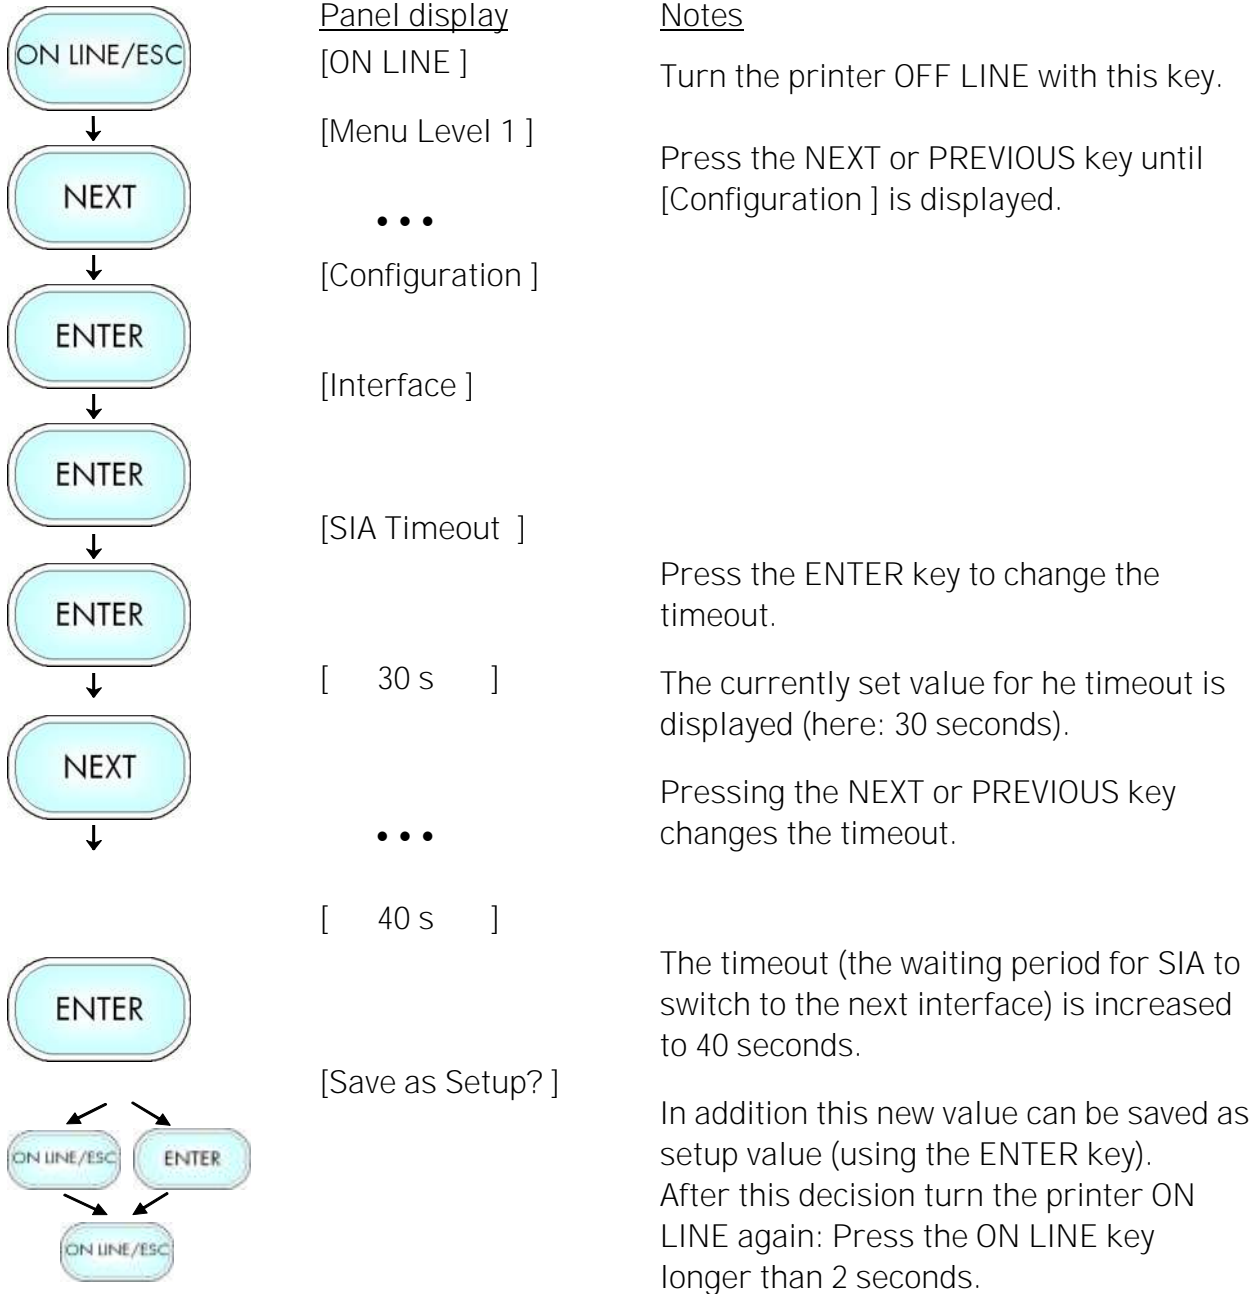 Panel display
Notes
ON LINE/ESC
[ON LINE ]
Turn the printer OFF LINE with this key.
[Menu Level 1 ]
NEXT
• • •
Press the NEXT or PREVIOUS key until
[Configuration ] is displayed.
[Configuration ]
ENTER
[Interface ]
ENTER
[SIA Timeout ]
ENTER
Press the ENTER key to change the
timeout.
[ 30 s ]
The currently set value for he timeout is
displayed (here: 30 seconds).
NEXT
Pressing the NEXT or PREVIOUS key
changes the timeout.
• • •
[ 40 s ]
ENTER
The timeout (the waiting period for SIA to
switch to the next interface) is increased
to 40 seconds.
[Save as Setup? ]
ON LINE/ESC
ENTER
ON LINE/ESC
In addition this new value can be saved as
setup value (using the ENTER key).
After this decision turn the printer ON
LINE again: Press the ON LINE key
longer than 2 seconds.